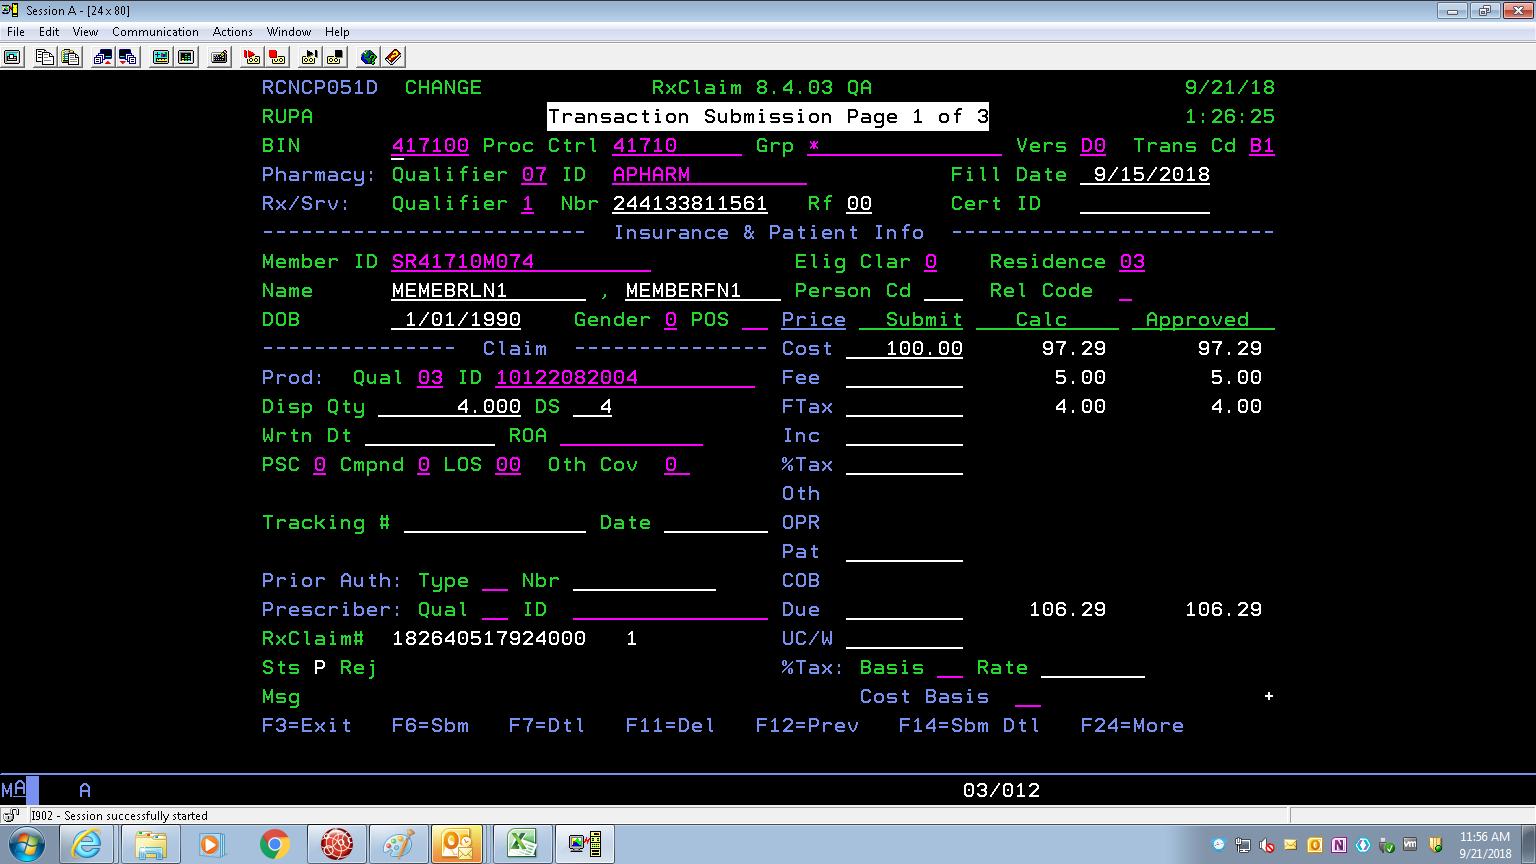 Session A - [24 x 80]
File Edit View Communication Actions Window Help
RCNCP051D CHANGE RxClaim 8.4.03 QA 9/21/18
RUPA Transaction Submission Page 1 of 3 1:26:25
BIN 417100 Proc Ctrl 41710 Grp * Vers D0 Trans Cd B1
Pharmacy: Qualifier 07 ID APHARM Fill Date 9/15/2018
Rx/Srv: Qualifier 1 Nbr 244133811561 Rf 00 Cert ID
------------------------- Insurance & Patient Info -------------------------
Member ID SR41710M074 Elig Clar 0 Residence 03
Name MEMEBRLN1 , MEMBERFN1 Person Cd Rel Code
DOB 1/01/1990 Gender 0 POS Price Submit Calc Approved
--------------- Claim --------------- Cost 100.00 97.29 97.29
Prod: Qual 03 ID 10122082004 Fee 5.00 5.00
Disp Qty 4.000 DS 4 FTax 4.00 4.00
Wrtn Dt ROA Inc
PSC 0 Cmpnd 0 LOS 00 Oth Cov 0 %Tax
Oth
Tracking # Date OPR
Pat
Prior Auth: Type Nbr COB
Prescriber: Qual ID Due 106.29 106.29
RxClaim# 182640517924000 1 UC/W
Sts P Rej %Tax: Basis Rate
Msg Cost Basis +
F3=Exit F6=Sbm F7=Dtl F11=Del F12=Prev F14=Sbm Dtl F24=More
MA A 03/012
I902 - Session successfully started
11:56 AM
9/21/2018